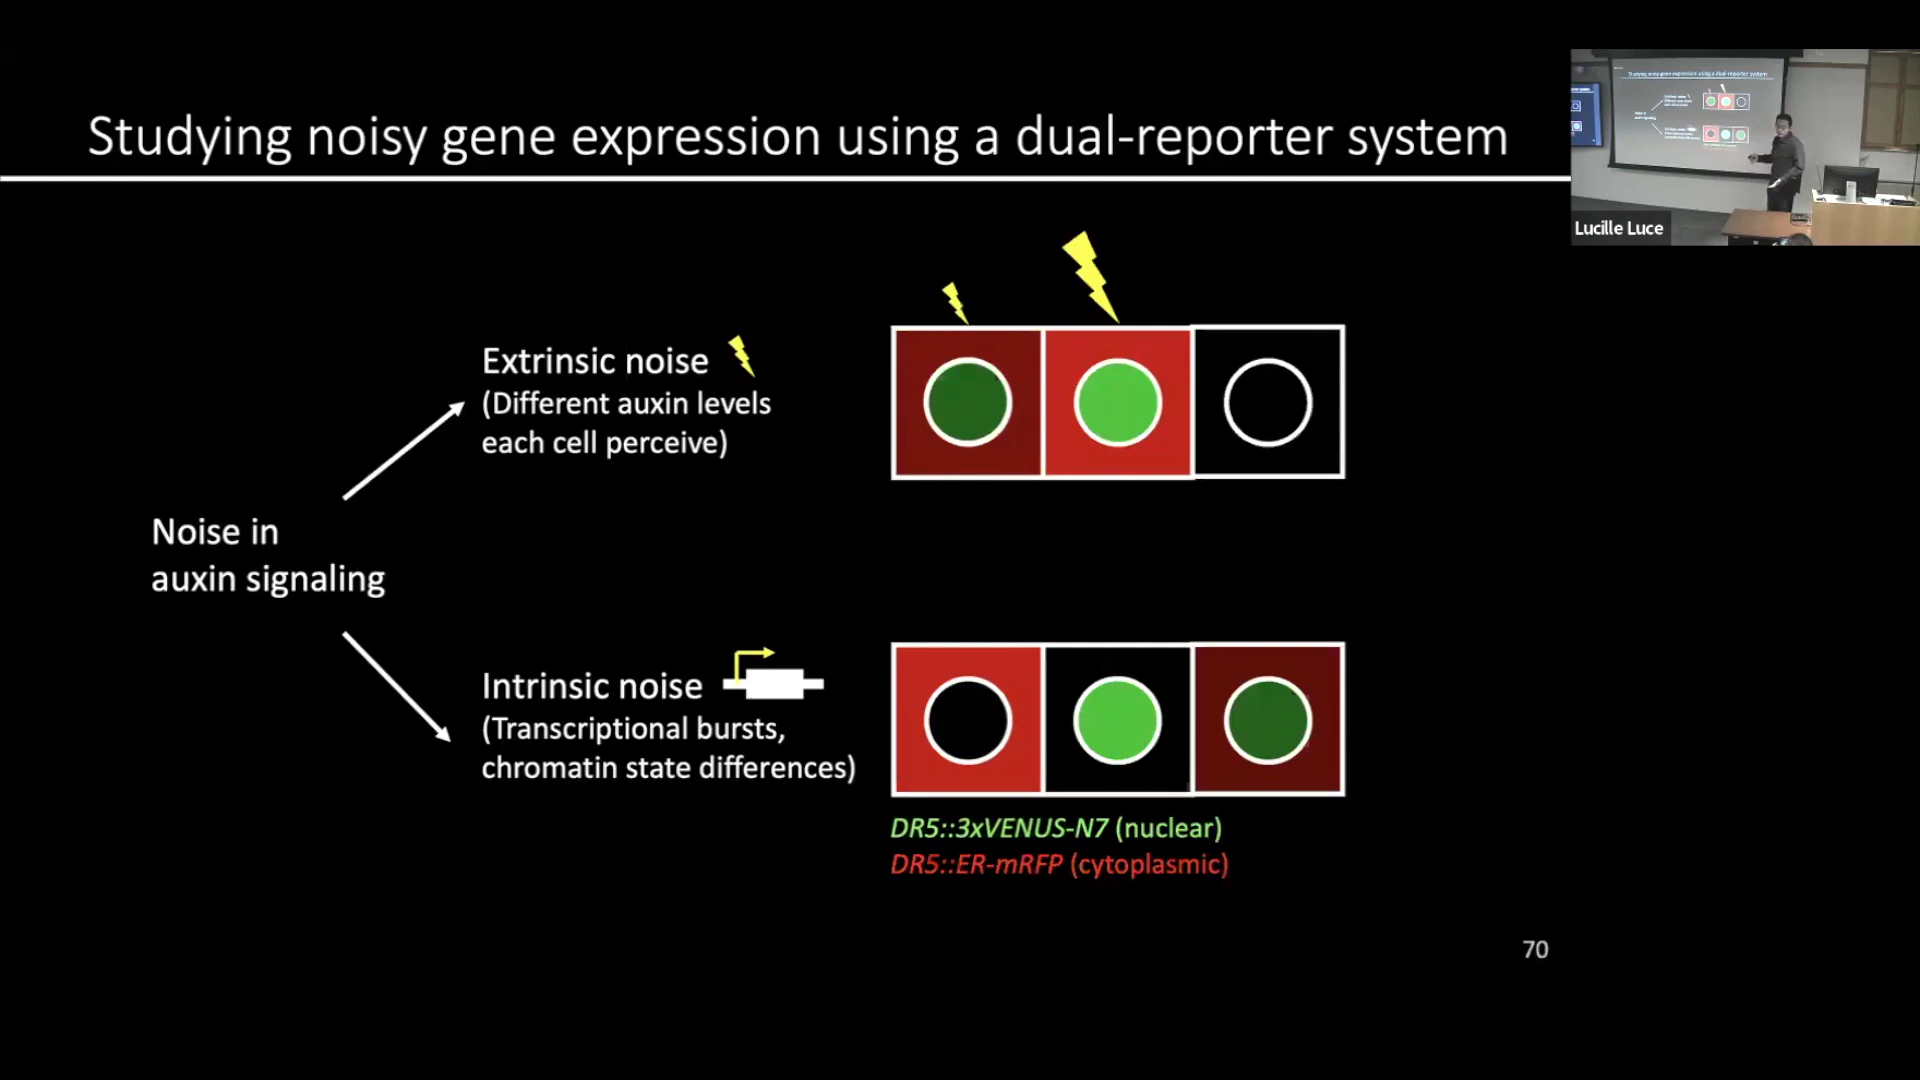 Studying noisy gene expression using a dual-reporter system
Lucille Luce
Extrinsic noise
(Different auxin levels
each cell perceive)
Noise in
auxin signaling
Intrinsic noise
(Transcriptional bursts,
chromatin state differences)
DR5::3xVENUS-N7 (nuclear)
DR5::ER-mRFP (cytoplasmic)
70